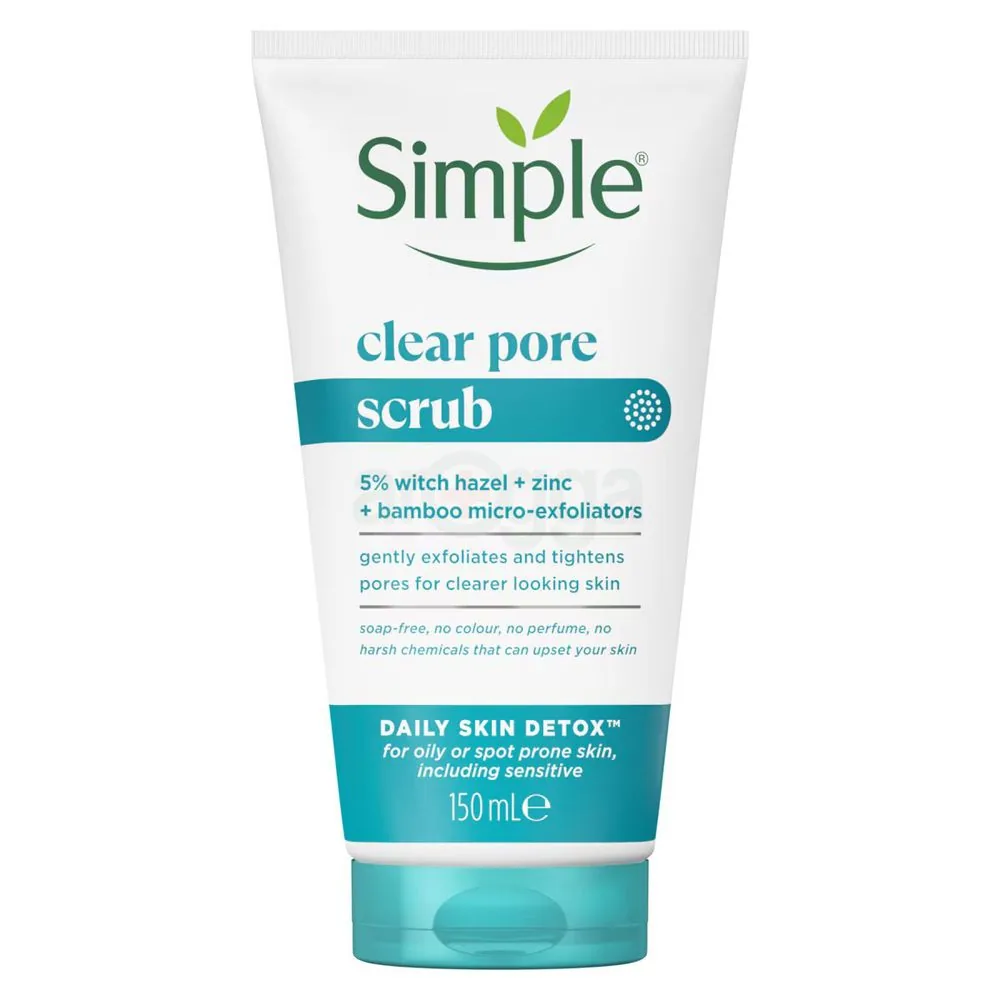 Simple®
clear pore
scrub
arogga
5% witch hazel + zinc
+ bamboo micro-exfoliators
gently exfoliates and tightens
pores for clearer looking skin
soap-free, no colour, no perfume, no
harsh chemicals that can upset your skin
DAILY SKIN DETOX™
for oily or spot prone skin,
including sensitive
150 mL℮